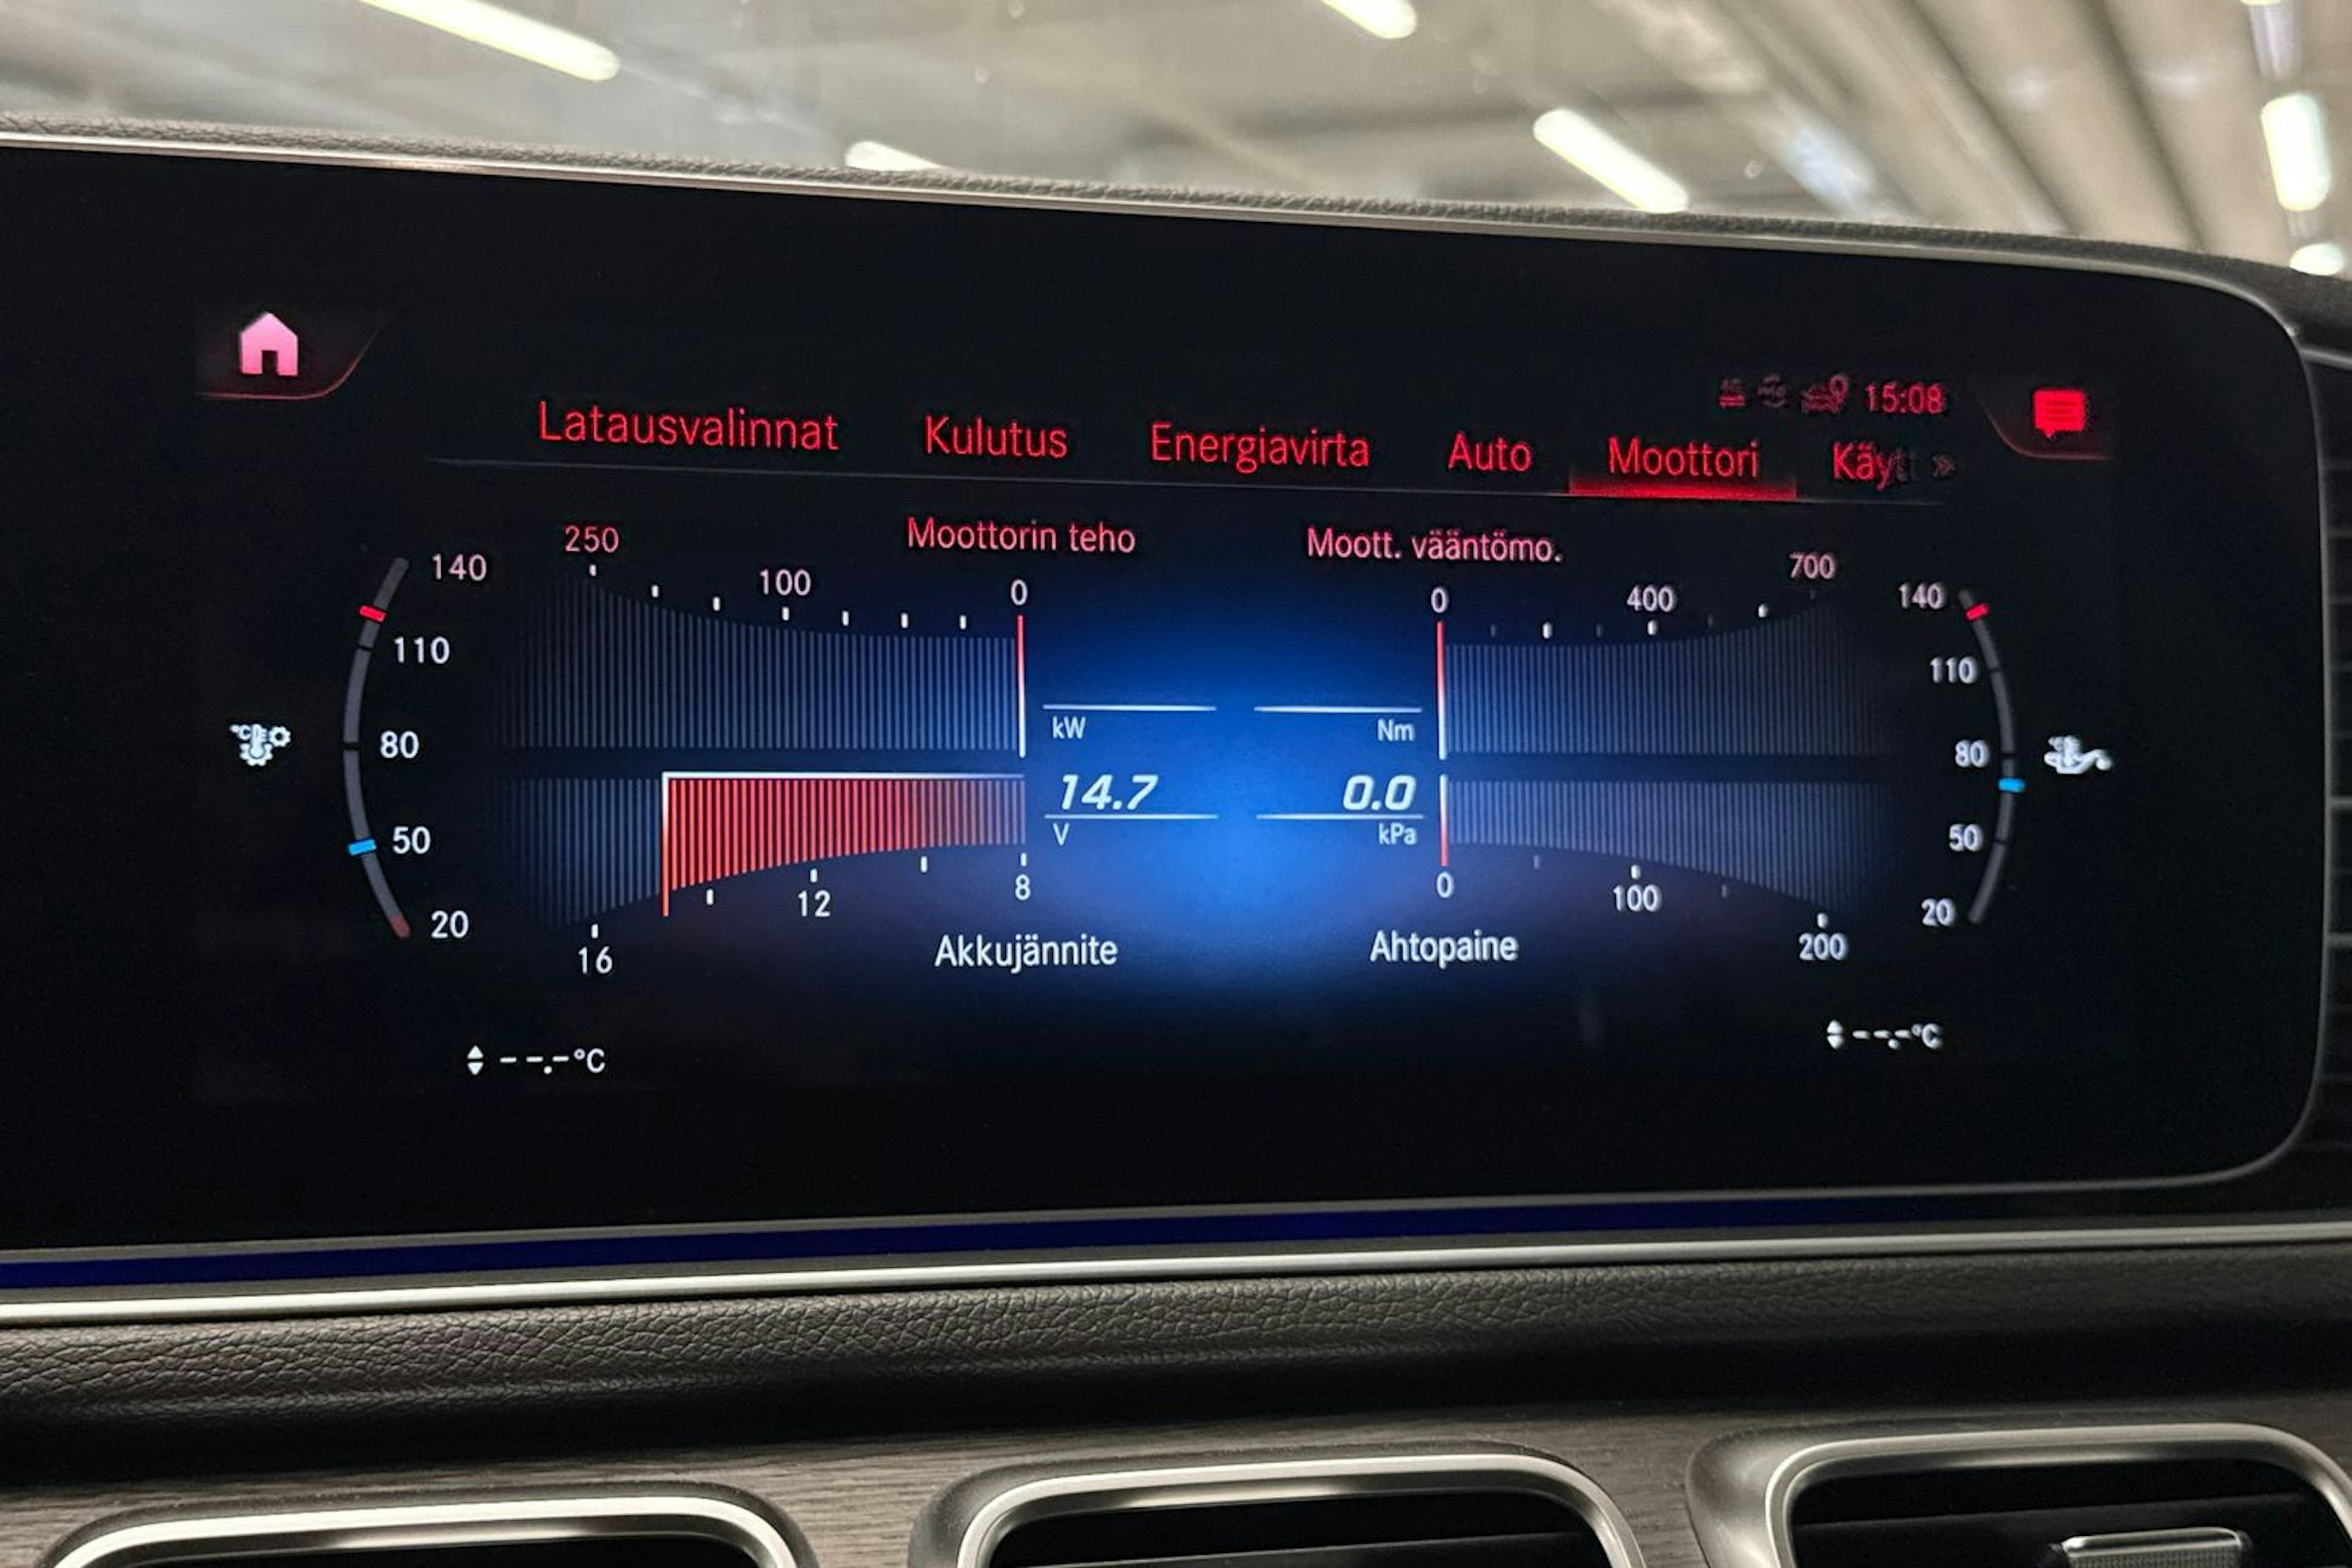 15:08
Latausvalinnat Kulutus Energiavirta Auto Moottori Käyt »
Moottorin teho Moott. vääntömo.
140 250 100 0 0 400 700 140
110 110
kW Nm
80 80
14.7 0.0
V kPa
50 50
20 16 12 8 0 100 200 20
Akkujännite Ahtopaine
--.-°C --.-°C